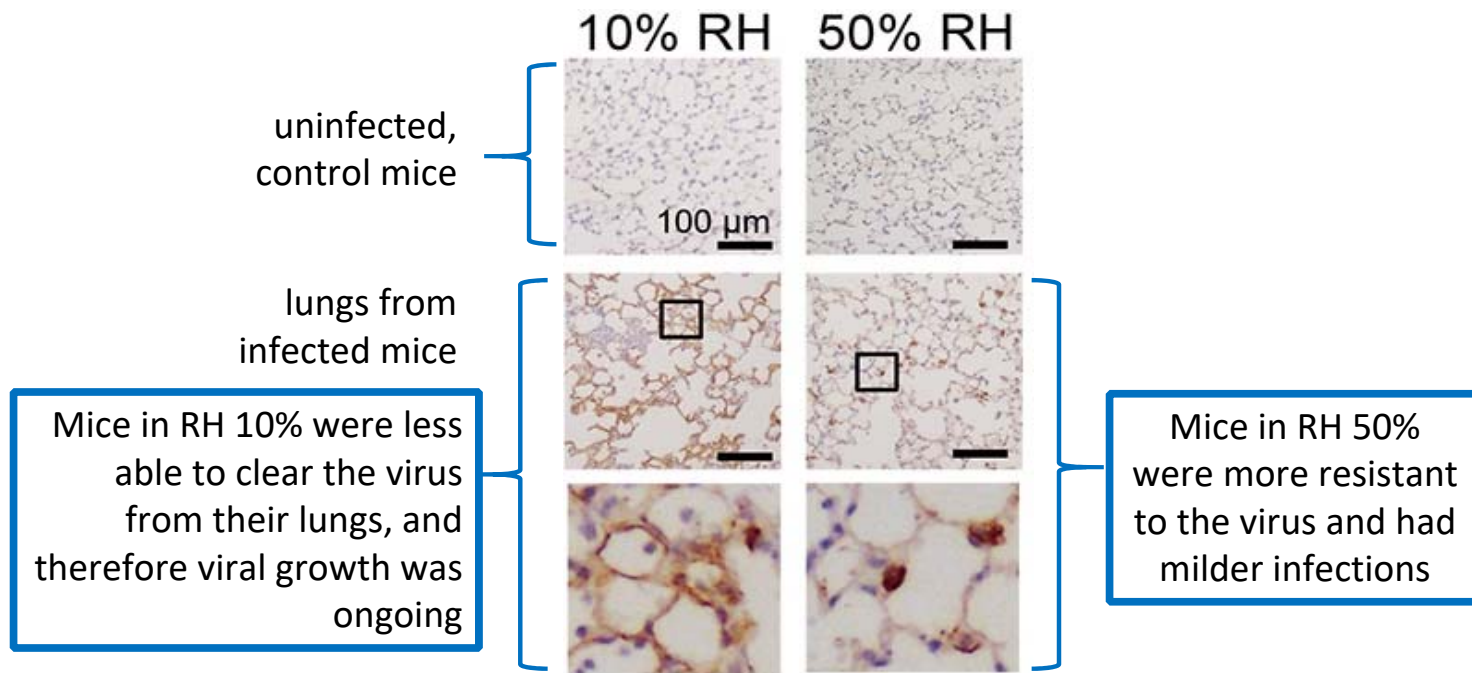 10% RH
50% RH
uninfected,
control mice
100 µm
lungs from
infected mice
Mice in RH 10% were less
able to clear the virus
from their lungs, and
therefore viral growth was
ongoing
Mice in RH 50%
were more resistant
to the virus and had
milder infections